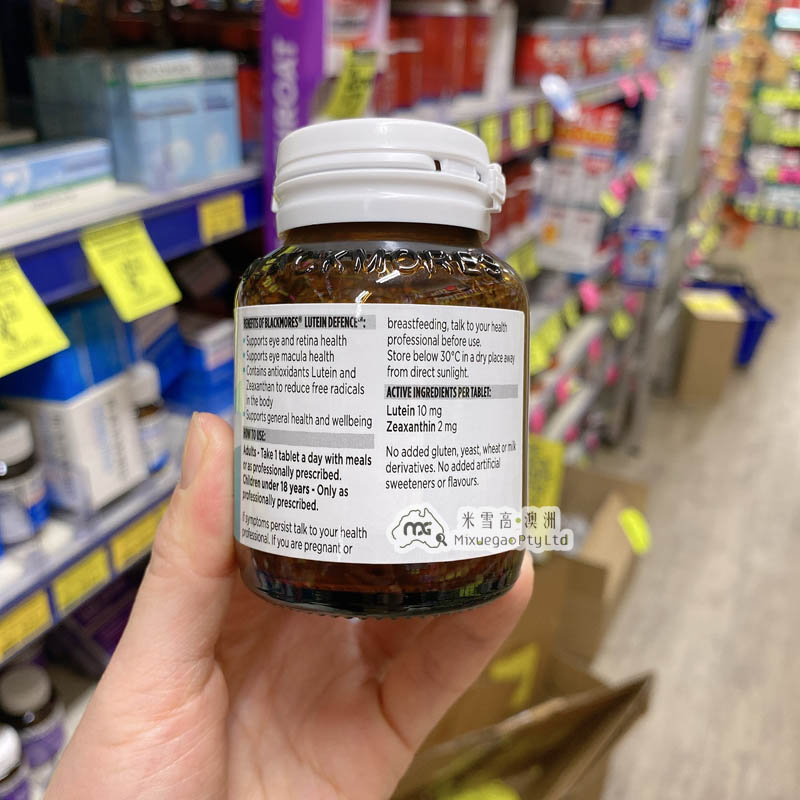 THROAT
BLACKMORES
BENEFITS OF BLACKMORES® LUTEIN DEFENCE™:
• Supports eye and retina health
• Supports eye macula health
• Contains antioxidants Lutein and
Zeaxanthan to reduce free radicals
in the body
• Supports general health and wellbeing
HOW TO USE:
Adults - Take 1 tablet a day with meals
or as professionally prescribed.
Children under 18 years - Only as
professionally prescribed.
If symptoms persist talk to your health
professional. If you are pregnant or
breastfeeding, talk to your health
professional before use.
Store below 30°C in a dry place away
from direct sunlight.
ACTIVE INGREDIENTS PER TABLET:
Lutein 10 mg
Zeaxanthin 2 mg
No added gluten, yeast, wheat or milk
derivatives. No added artificial
sweeteners or flavours.
米雪高·澳洲
MixuegaoPtyLtd